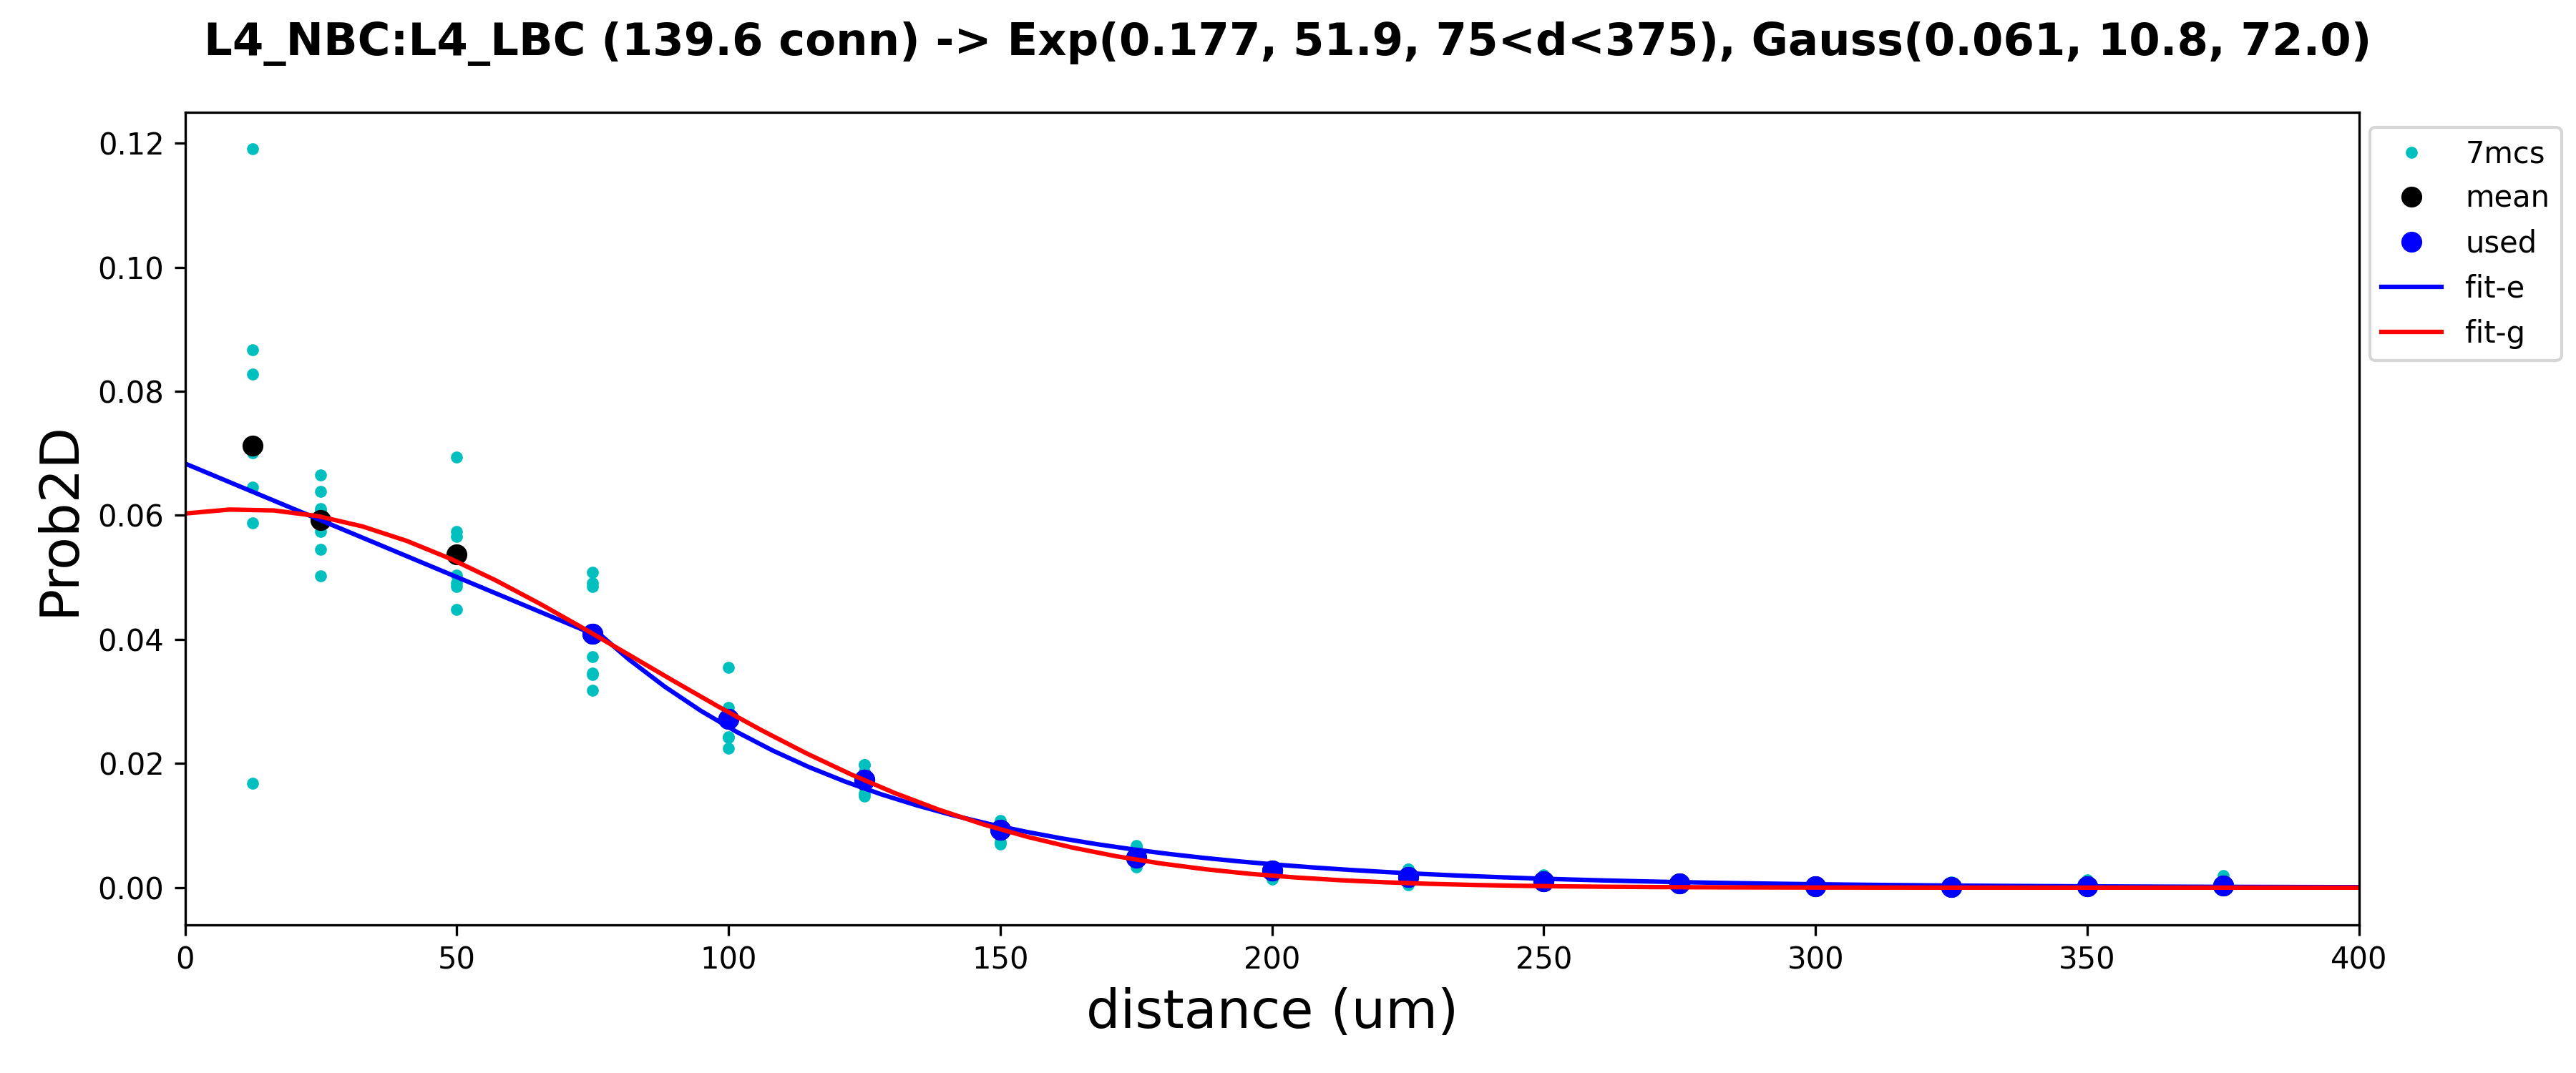 L4_NBC:L4_LBC (139.6 conn) -> Exp(0.177, 51.9, 75<d<375), Gauss(0.061, 10.8, 72.0)
0.12
0.10
0.08
0.06
0.04
0.02
0.00
Prob2D
0 50 100 150 200 250 300 350 400
distance (um)
7mcs
mean
used
fit-e
fit-g